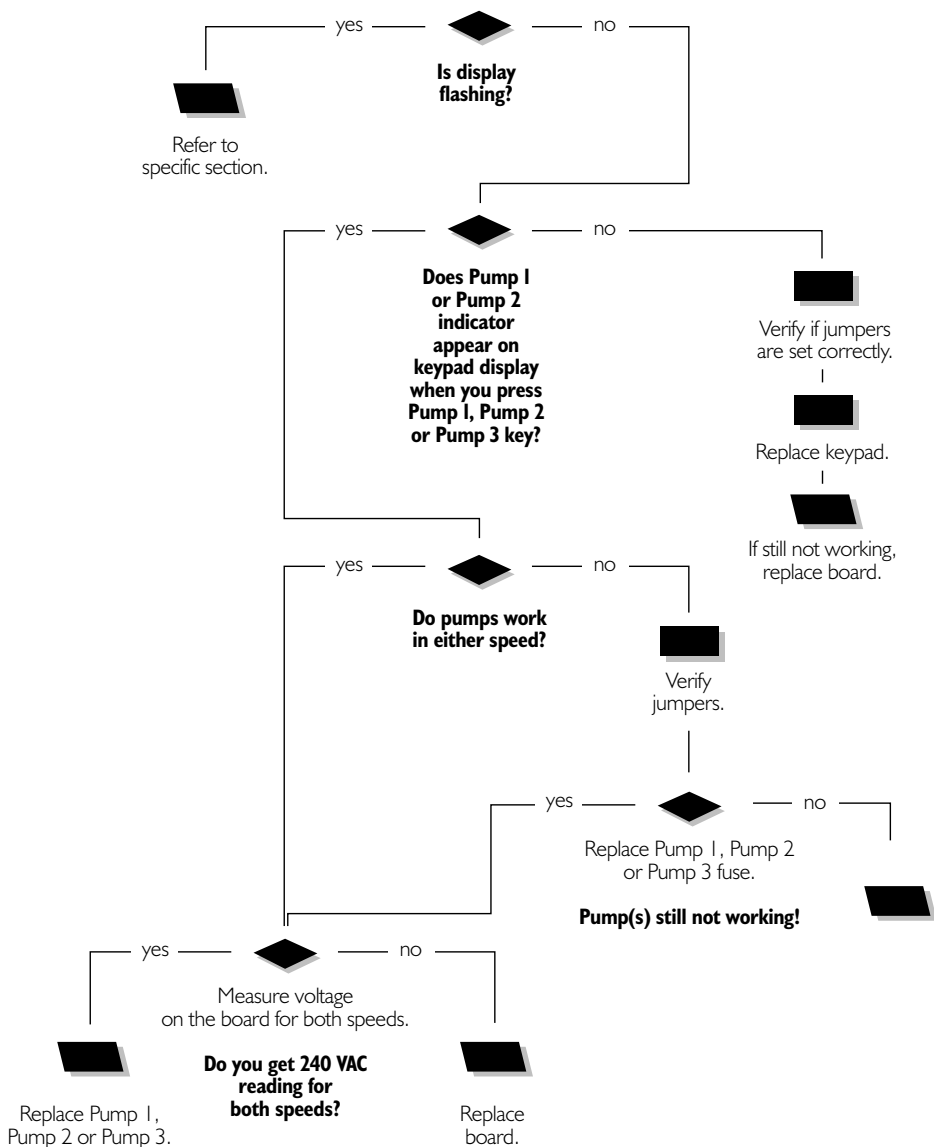 yes
no
Is display
flashing?
Refer to
specific section.
yes
no
Does Pump 1
or Pump 2
indicator
appear on
keypad display
when you press
Pump 1, Pump 2
or Pump 3 key?
Verify if jumpers
are set correctly.
Replace keypad.
If still not working,
replace board.
yes
no
Do pumps work
in either speed?
Verify
jumpers.
yes
no
Replace Pump 1, Pump 2
or Pump 3 fuse.
Pump(s) still not working!
yes
no
Measure voltage
on the board for both speeds.
Do you get 240 VAC
reading for
both speeds?
Replace Pump 1,
Pump 2 or Pump 3.
Replace
board.